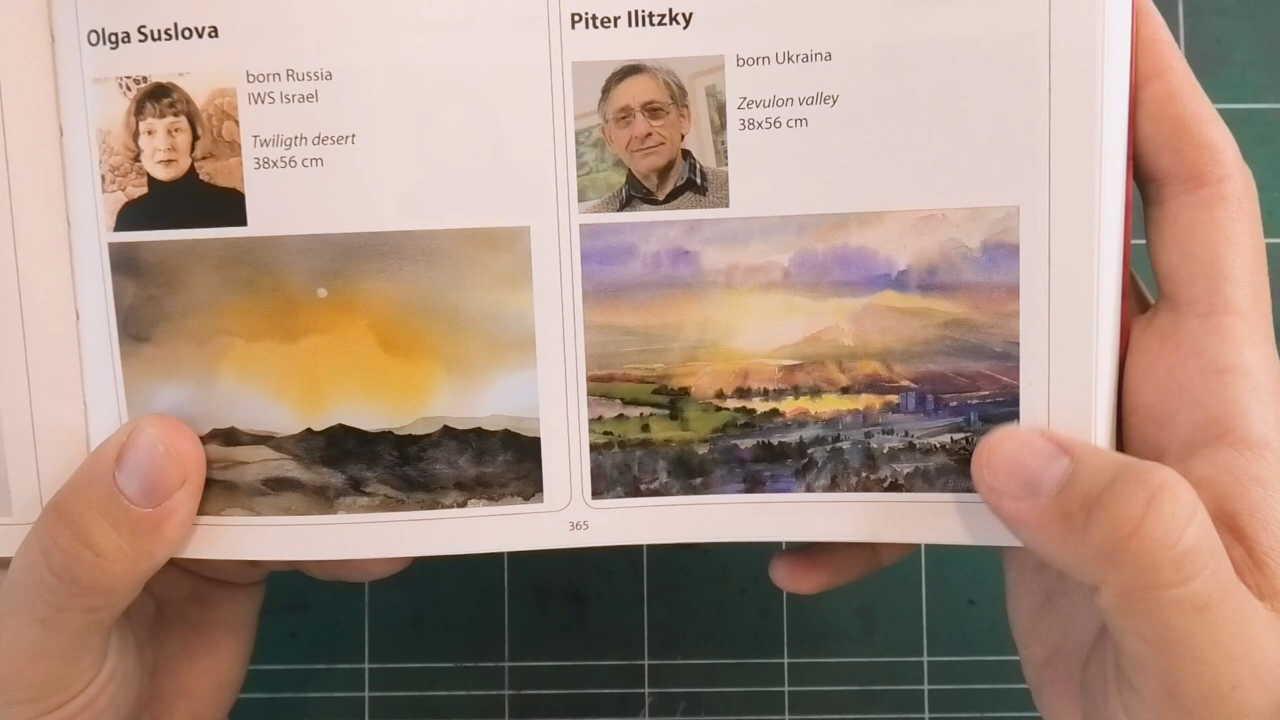 Olga Suslova
born Russia
IWS Israel
Twiligth desert
38x56 cm
Piter Ilitzky
born Ukraina
Zevulon valley
38x56 cm
365